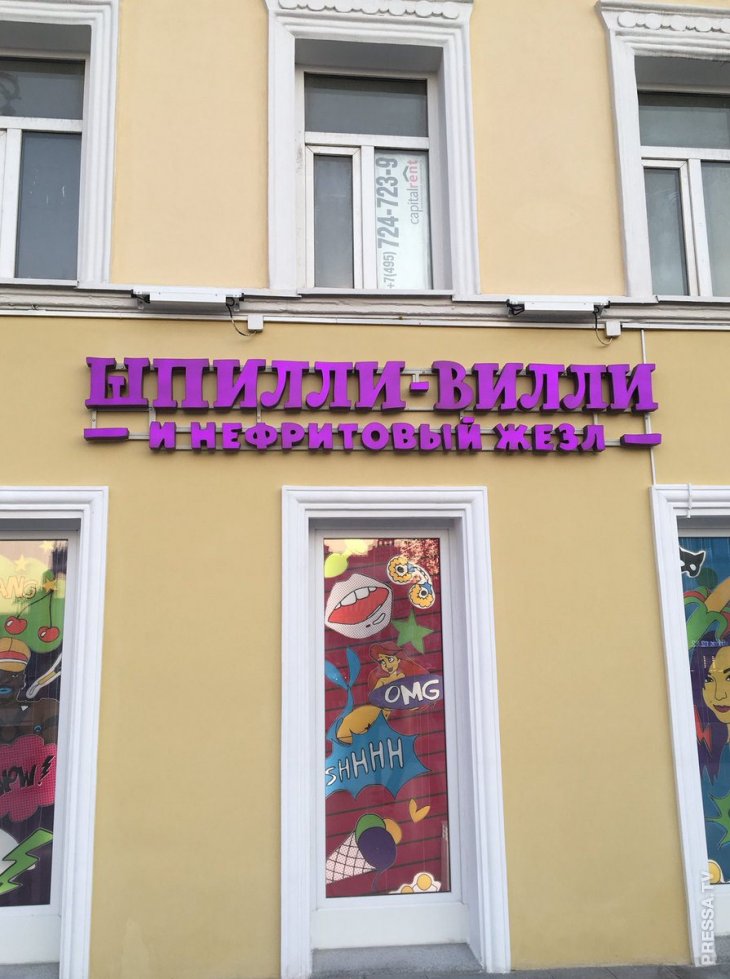 +7(495) 724-723-9
capitalrent
ШПИЛЛИ-ВИЛЛИ
— И НЕФРИТОВЫЙ ЖЕЗЛ —
OMG
SHHHH
PRESSA.TV